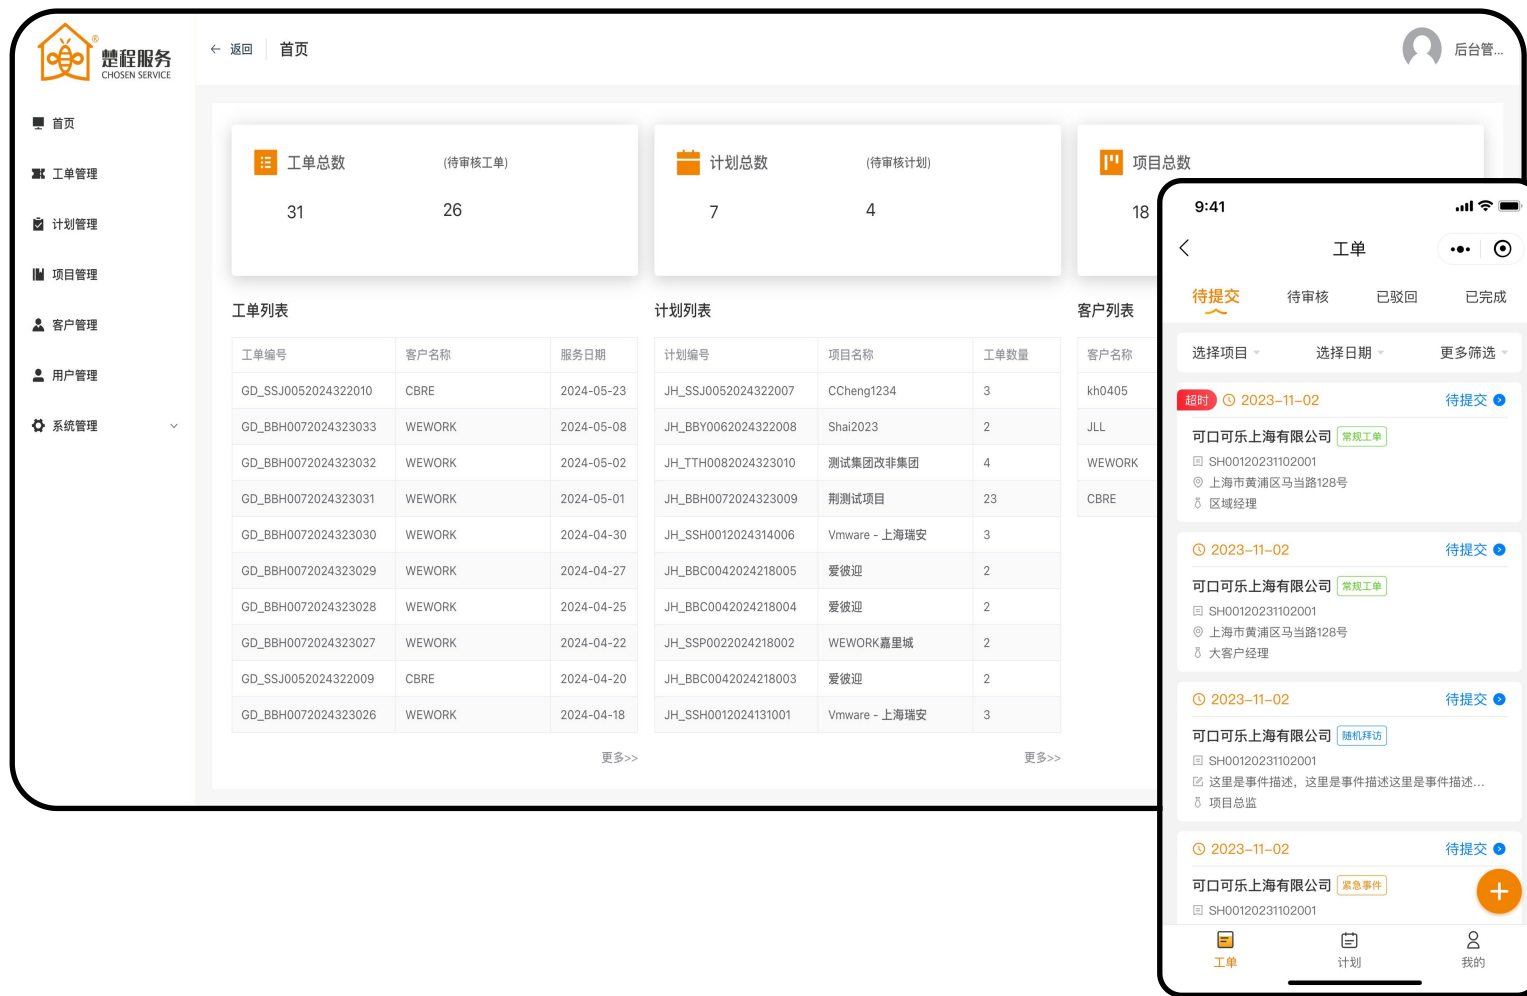 楚程服务
®
CHOSEN SERVICE
返回
首页
后台管...
首页
工单管理
计划管理
项目管理
客户管理
用户管理
系统管理
工单总数 (待审核工单)
31 26
计划总数 (待审核计划)
7 4
项目总数
18
工单列表
工单编号 客户名称 服务日期
GD_SSJ0052024322010 CBRE 2024-05-23
GD_BBH0072024323033 WEWORK 2024-05-08
GD_BBH0072024323032 WEWORK 2024-05-02
GD_BBH0072024323031 WEWORK 2024-05-01
GD_BBH0072024323030 WEWORK 2024-04-30
GD_BBH0072024323029 WEWORK 2024-04-27
GD_BBH0072024323028 WEWORK 2024-04-25
GD_BBH0072024323027 WEWORK 2024-04-22
GD_SSJ0052024322009 CBRE 2024-04-20
GD_BBH0072024323026 WEWORK 2024-04-18
更多>>
计划列表
计划编号 项目名称 工单数量
JH_SSJ0052024322007 CCheng1234 3
JH_BBY0062024322008 Shai2023 2
JH_TTH0082024323010 测试集团改非集团 4
JH_BBH0072024323009 荆测试项目 23
JH_SSH0012024314006 Vmware - 上海瑞安 3
JH_BBC0042024218005 爱彼迎 2
JH_BBC0042024218004 爱彼迎 2
JH_SSP0022024218002 WEWORK嘉里城 2
JH_BBC0042024218003 爱彼迎 2
JH_SSH0012024131001 Vmware - 上海瑞安 3
更多>>
客户列表
客户名称
kh0405
JLL
WEWORK
CBRE
9:41
工单
待提交 待审核 已驳回 已完成
选择项目 选择日期 更多筛选
超时 2023-11-02 待提交
可口可乐上海有限公司 常规工单
SH00120231102001
上海市黄浦区马当路128号
区域经理
2023-11-02 待提交
可口可乐上海有限公司 常规工单
SH00120231102001
上海市黄浦区马当路128号
大客户经理
2023-11-02 待提交
可口可乐上海有限公司 随机拜访
SH00120231102001
这里是事件描述，这里是事件描述这里是事件描述...
项目总监
2023-11-02 待提交
可口可乐上海有限公司 紧急事件
SH00120231102001
工单 计划 我的